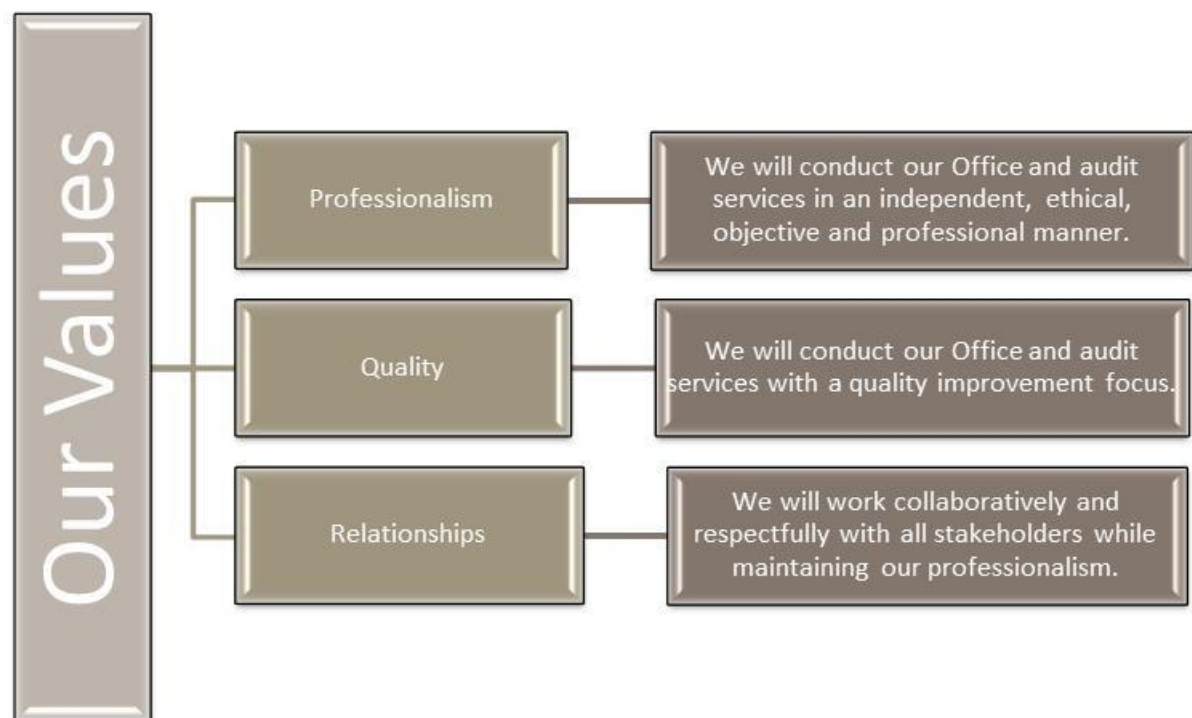 Our Values
Professionalism
We will conduct our Office and audit
services in an independent, ethical,
objective and professional manner.
Quality
We will conduct our Office and audit
services with a quality improvement focus.
Relationships
We will work collaboratively and
respectfully with all stakeholders while
maintaining our professionalism.